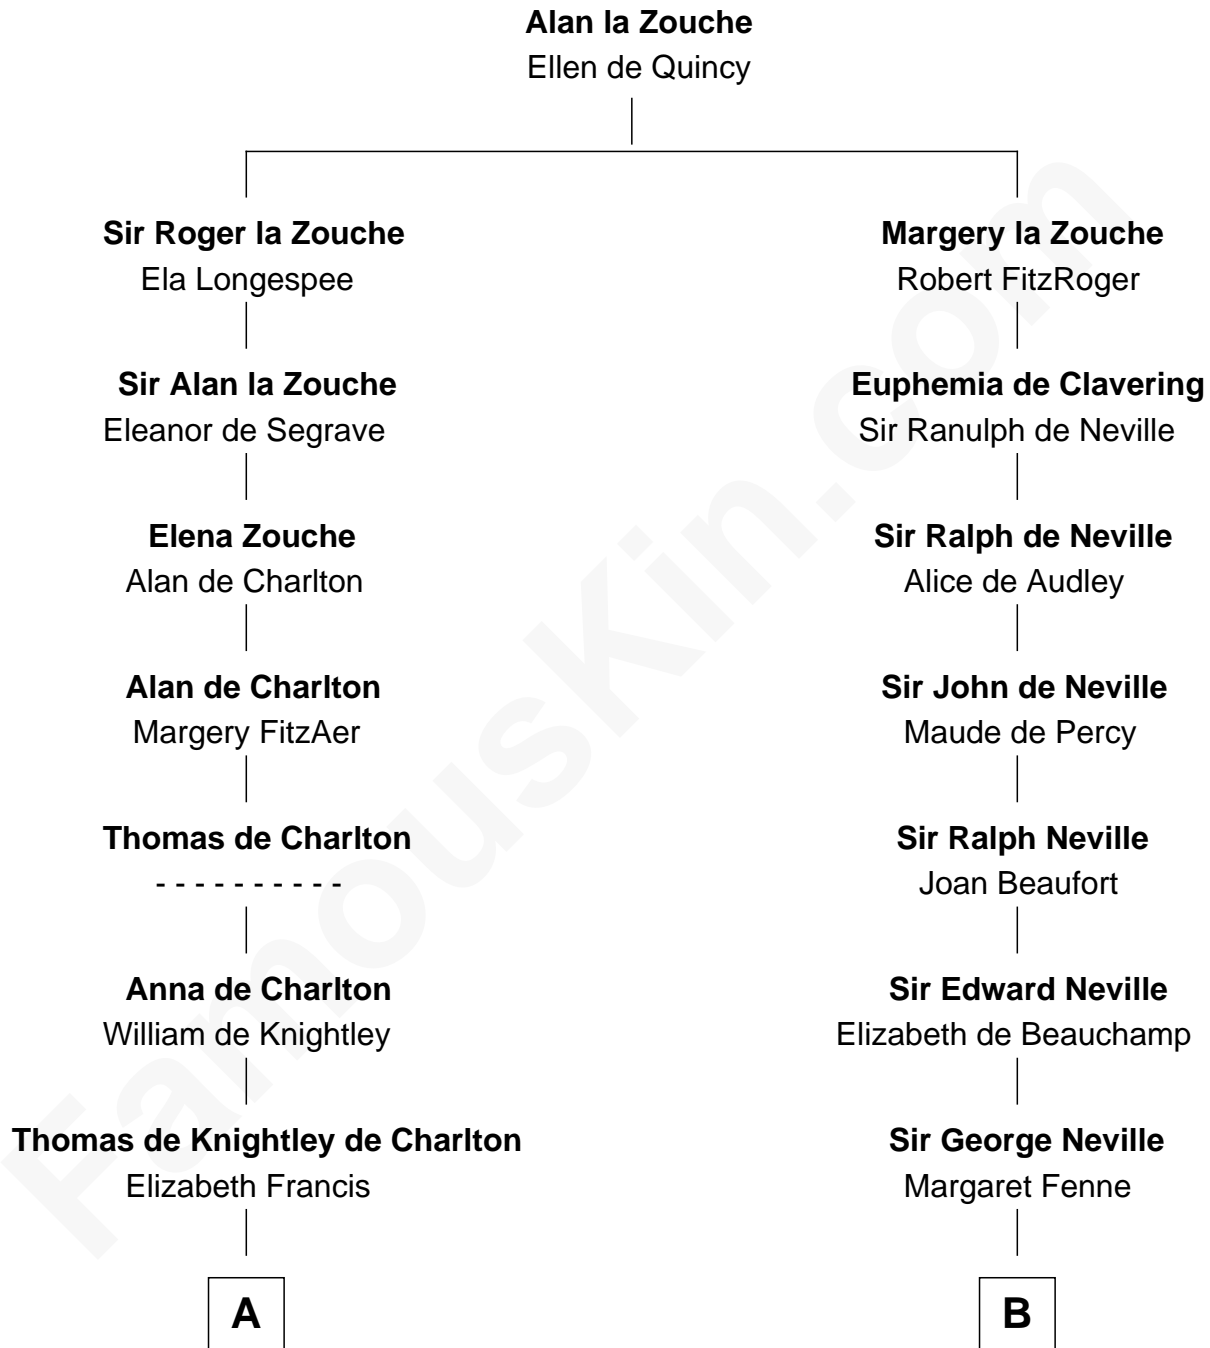 Alan la Zouche
Ellen de Quincy
Sir Roger la Zouche
Ela Longespee
Margery la Zouche
Robert FitzRoger
Sir Alan la Zouche
Eleanor de Segrave
Euphemia de Clavering
Sir Ranulph de Neville
Elena Zouche
Alan de Charlton
Sir Ralph de Neville
Alice de Audley
Alan de Charlton
Margery FitzAer
Sir John de Neville
Maude de Percy
Thomas de Charlton
- - - - - - - - - -
Sir Ralph Neville
Joan Beaufort
Anna de Charlton
William de Knightley
Sir Edward Neville
Elizabeth de Beauchamp
Thomas de Knightley de Charlton
Elizabeth Francis
Sir George Neville
Margaret Fenne
A
B
FamousKin.com